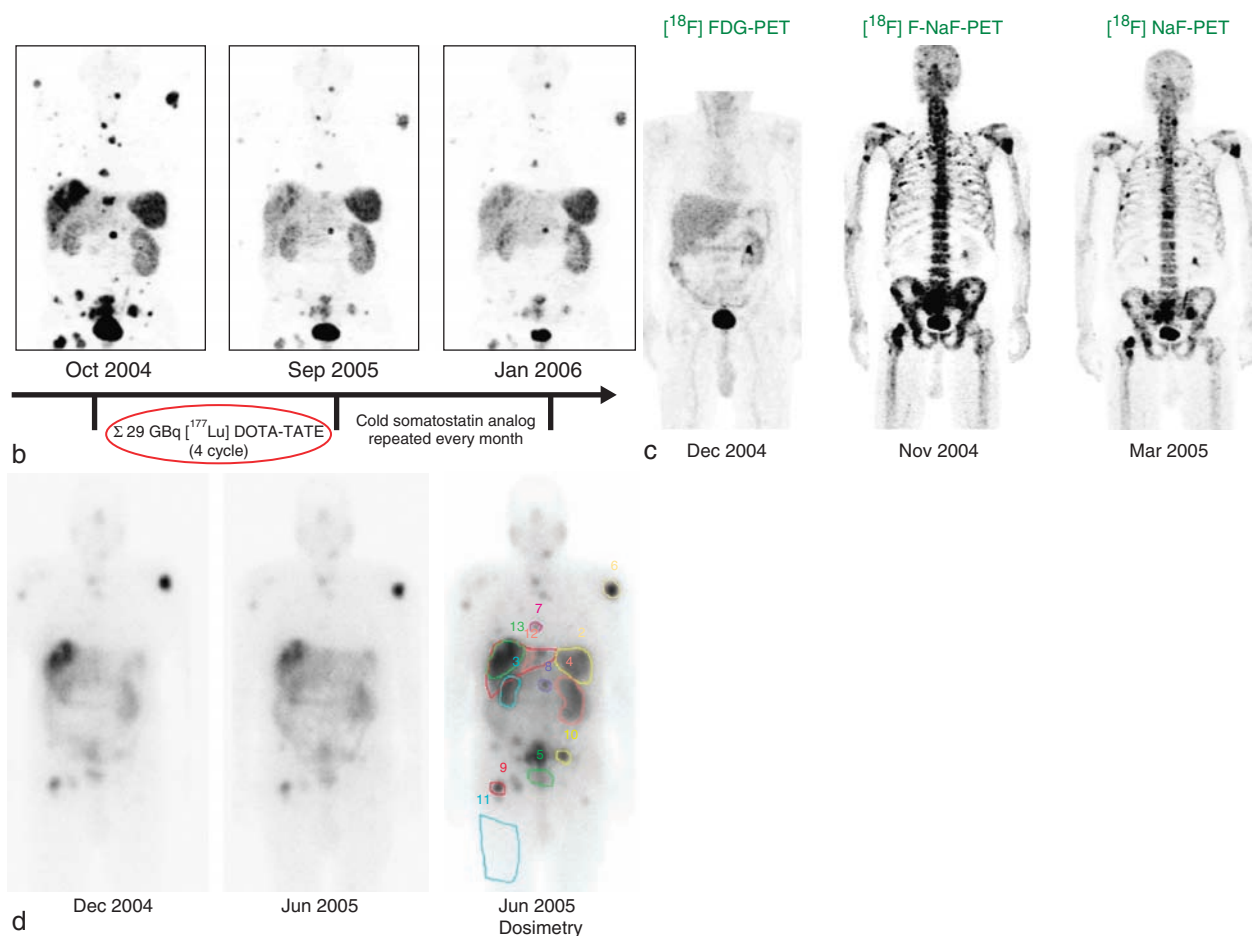 Oct 2004
Sep 2005
Jan 2006
Σ 29 GBq [¹⁷⁷Lu] DOTA-TATE
(4 cycle)
Cold somatostatin analog
repeated every month
b
[¹⁸F] FDG-PET
[¹⁸F] F-NaF-PET
[¹⁸F] NaF-PET
c
Dec 2004
Nov 2004
Mar 2005
6
7
13
12
2
3
4
8
10
5
9
11
d
Dec 2004
Jun 2005
Jun 2005
Dosimetry